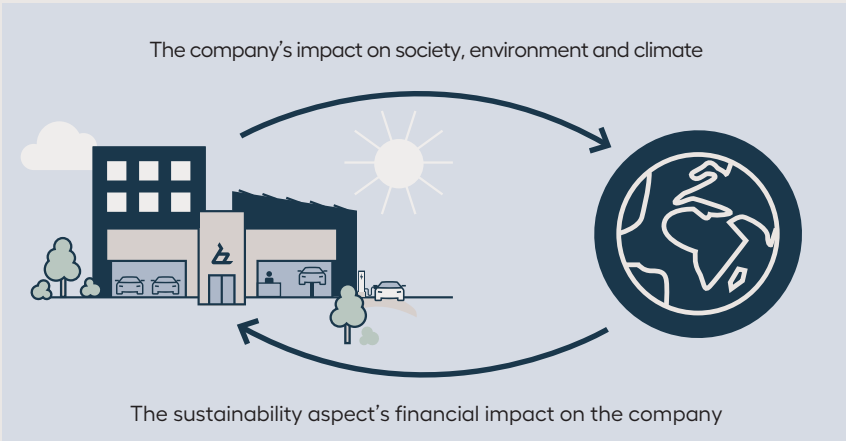 The company’s impact on society, environment and climate
The sustainability aspect’s financial impact on the company